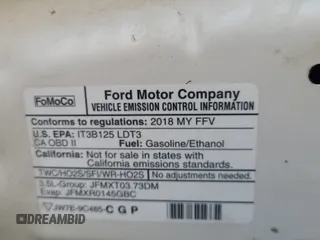 FoMoCo
Ford Motor Company
VEHICLE EMISSION CONTROL INFORMATION
Conforms to regulations: 2018 MY FFV
U.S. EPA: IT3B125 LDT3
CA OBD II Fuel: Gasoline/Ethanol
California: Not for sale in states with
California emissions standards.
TWC/HO2S/SFI/WR-HO2S No adjustments needed.
3.5L-Group: JFMXT03.73DM
Evap: JFMXR0145GBC
JW7E-9C485-CGP
DREAMBID